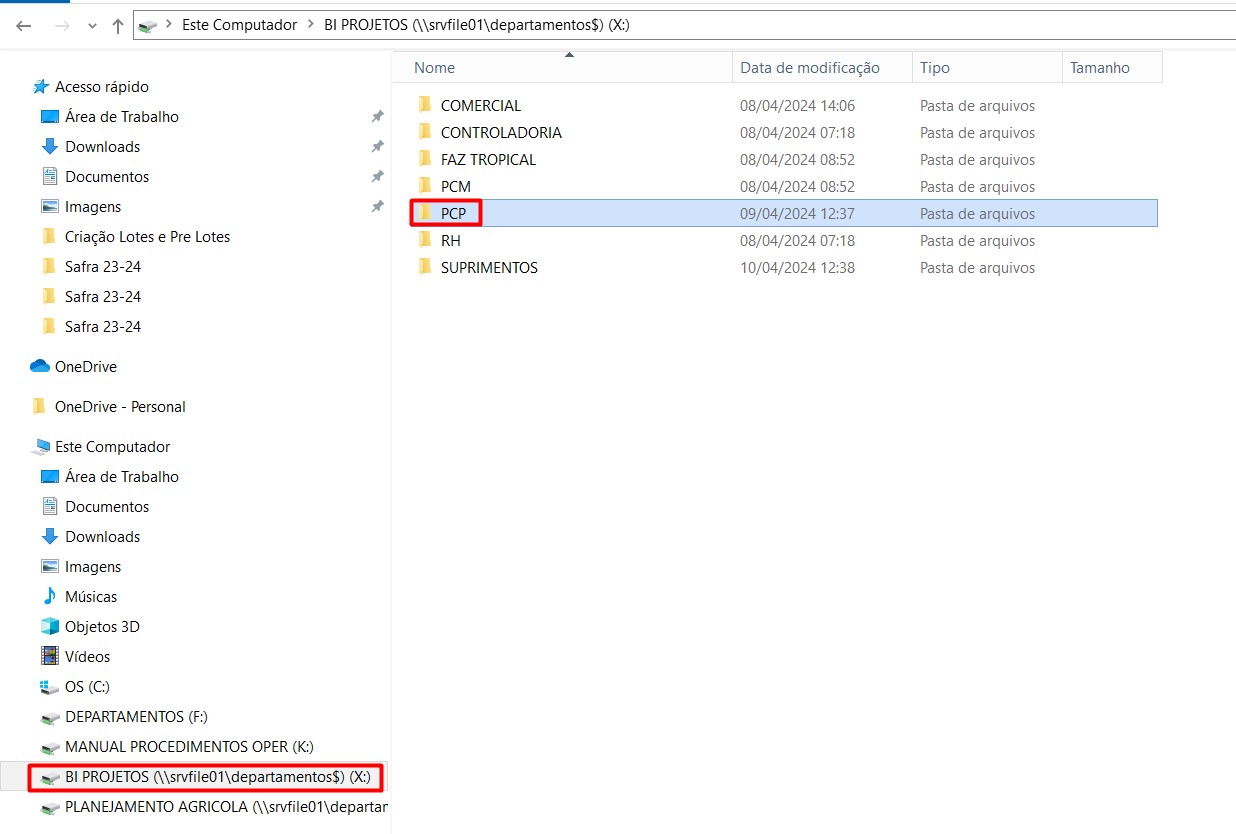 Este Computador > BI PROJETOS (\\srvfile01\departamentos$) (X:)
Acesso rápido
Área de Trabalho
Downloads
Documentos
Imagens
Criação Lotes e Pre Lotes
Safra 23-24
Safra 23-24
Safra 23-24
OneDrive
OneDrive - Personal
Este Computador
Área de Trabalho
Documentos
Downloads
Imagens
Músicas
Objetos 3D
Vídeos
OS (C:)
DEPARTAMENTOS (F:)
MANUAL PROCEDIMENTOS OPER (K:)
BI PROJETOS (\\srvfile01\departamentos$) (X:)
PLANEJAMENTO AGRICOLA (\\srvfile01\departar
Nome Data de modificação Tipo Tamanho
COMERCIAL 08/04/2024 14:06 Pasta de arquivos
CONTROLADORIA 08/04/2024 07:18 Pasta de arquivos
FAZ TROPICAL 08/04/2024 08:52 Pasta de arquivos
PCM 08/04/2024 08:52 Pasta de arquivos
PCP 09/04/2024 12:37 Pasta de arquivos
RH 08/04/2024 07:18 Pasta de arquivos
SUPRIMENTOS 10/04/2024 12:38 Pasta de arquivos